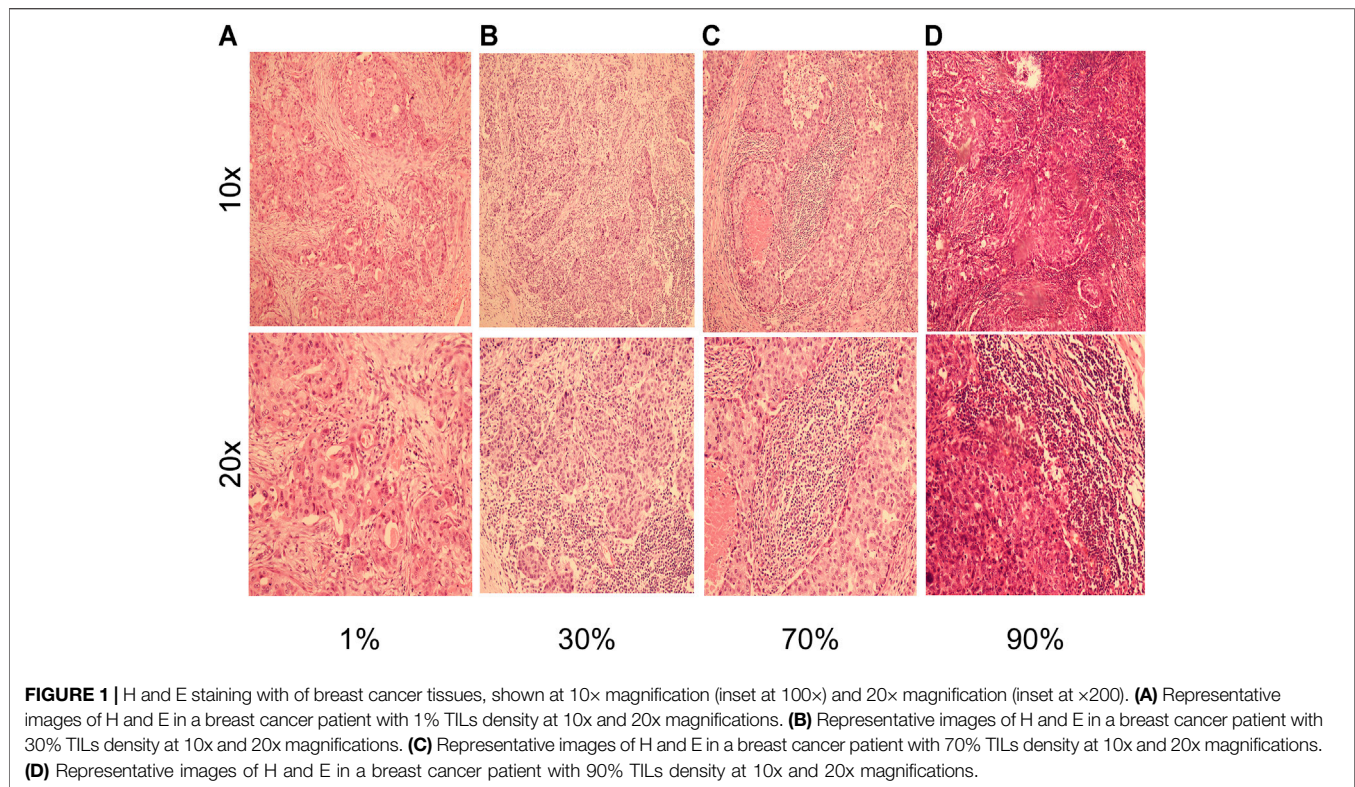 A B C D
10x
20x
1% 30% 70% 90%
FIGURE 1 | H and E staining with of breast cancer tissues, shown at 10× magnification (inset at 100×) and 20× magnification (inset at ×200). (A) Representative
images of H and E in a breast cancer patient with 1% TILs density at 10x and 20x magnifications. (B) Representative images of H and E in a breast cancer patient with
30% TILs density at 10x and 20x magnifications. (C) Representative images of H and E in a breast cancer patient with 70% TILs density at 10x and 20x magnifications.
(D) Representative images of H and E in a breast cancer patient with 90% TILs density at 10x and 20x magnifications.